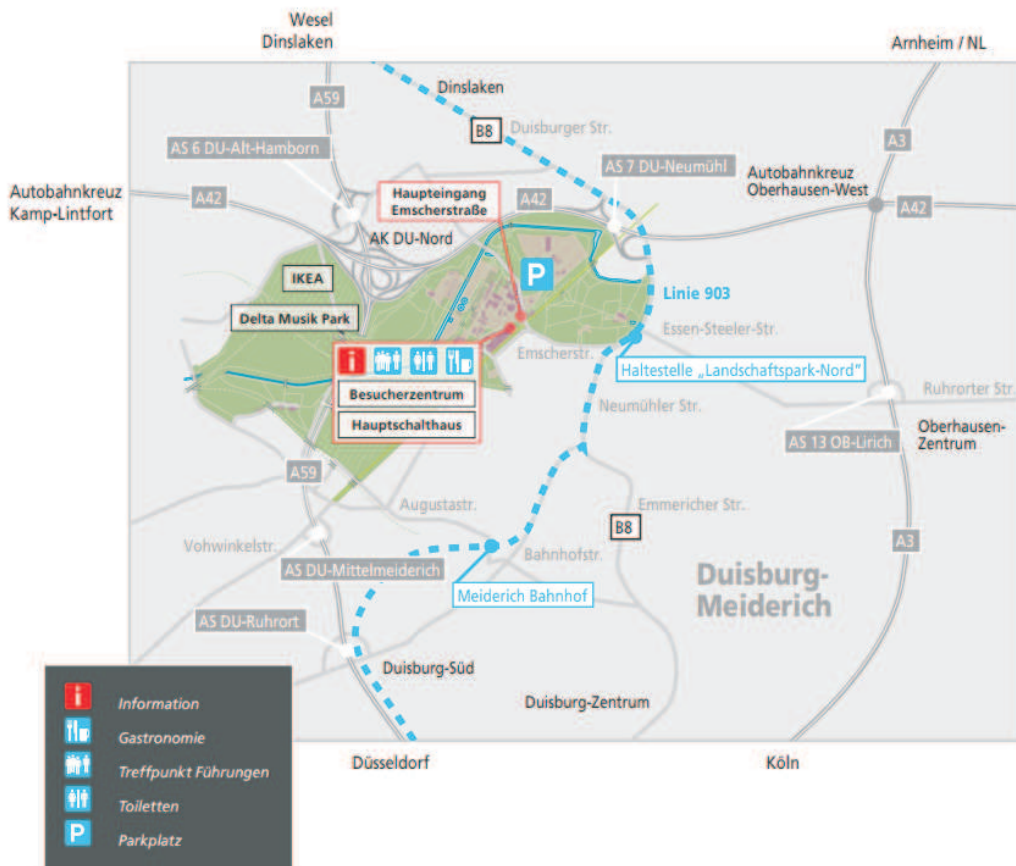 Wesel
Dinslaken
Arnheim / NL
Dinslaken
A59
B8
Duisburger Str.
A3
AS 6 DU-Alt-Hamborn
AS 7 DU-Neumühl
Autobahnkreuz
Oberhausen-West
Autobahnkreuz
Kamp-Lintfort
A42
Haupteingang
Emscherstraße
A42
A42
AK DU-Nord
IKEA
P
Linie 903
Delta Musik Park
Essen-Steeler-Str.
Emscherstr.
Haltestelle „Landschaftspark-Nord"
i
Besucherzentrum
Hauptschalthaus
Neumühler Str.
Ruhrorter Str.
AS 13 OB-Lirich
Oberhausen-
Zentrum
A59
Augustastr.
Emmericher Str.
B8
Vohwinkelstr.
Bahnhofstr.
A3
AS DU-Mittelmeiderich
Meiderich Bahnhof
Duisburg-
Meiderich
AS DU-Ruhrort
Duisburg-Süd
Duisburg-Zentrum
i Information
Gastronomie
Treffpunkt Führungen
Toiletten
P Parkplatz
Düsseldorf
Köln